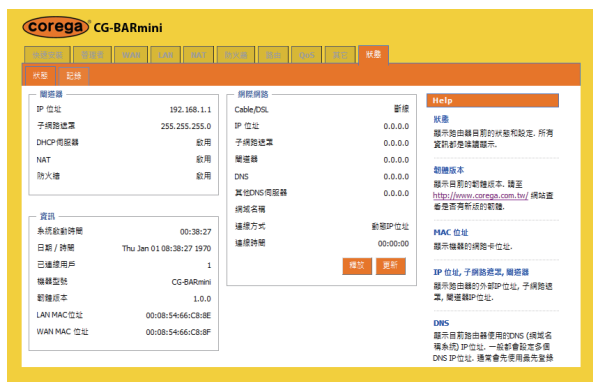 corega CG-BARmini
WAN LAN NAT 防火牆 路由 QoS 其它 狀態
狀態 記錄
閘道器
IP 位址 192.168.1.1
子網路遮罩 255.255.255.0
DHCP伺服器 啟用
NAT 啟用
防火牆 啟用
資訊
系統啟動時間 00:38:27
日期 / 時間 Thu Jan 01 08:38:27 1970
已連線用戶 1
機器型號 CG-BARmini
韌體版本 1.0.0
LAN MAC位址 00:08:54:66:C8:8E
WAN MAC 位址 00:08:54:66:C8:8F
網際網路
Cable/DSL 斷線
IP 位址 0.0.0.0
子網路遮罩 0.0.0.0
閘道器 0.0.0.0
DNS 0.0.0.0
其他DNS伺服器 0.0.0.0
網域名稱
連線方式 動態IP位址
連線時間 00:00:00
釋放 更新
Help
狀態
顯示路由器目前的狀態和設定. 所有
資訊都是唯讀顯示.
韌體版本
顯示目前的韌體版本. 請至
http://www.corega.com.tw/ 網站查
看是否有新版的韌體.
MAC 位址
顯示機器的網路卡位址.
IP 位址, 子網路遮罩, 閘道器
顯示路由器的外部IP位址, 子網路遮
罩, 閘道器IP位址.
DNS
顯示目前路由器使用的DNS (網域名
稱系統) IP位址. 一般都會設定多個
DNS IP位址. 通常會先使用最先登錄